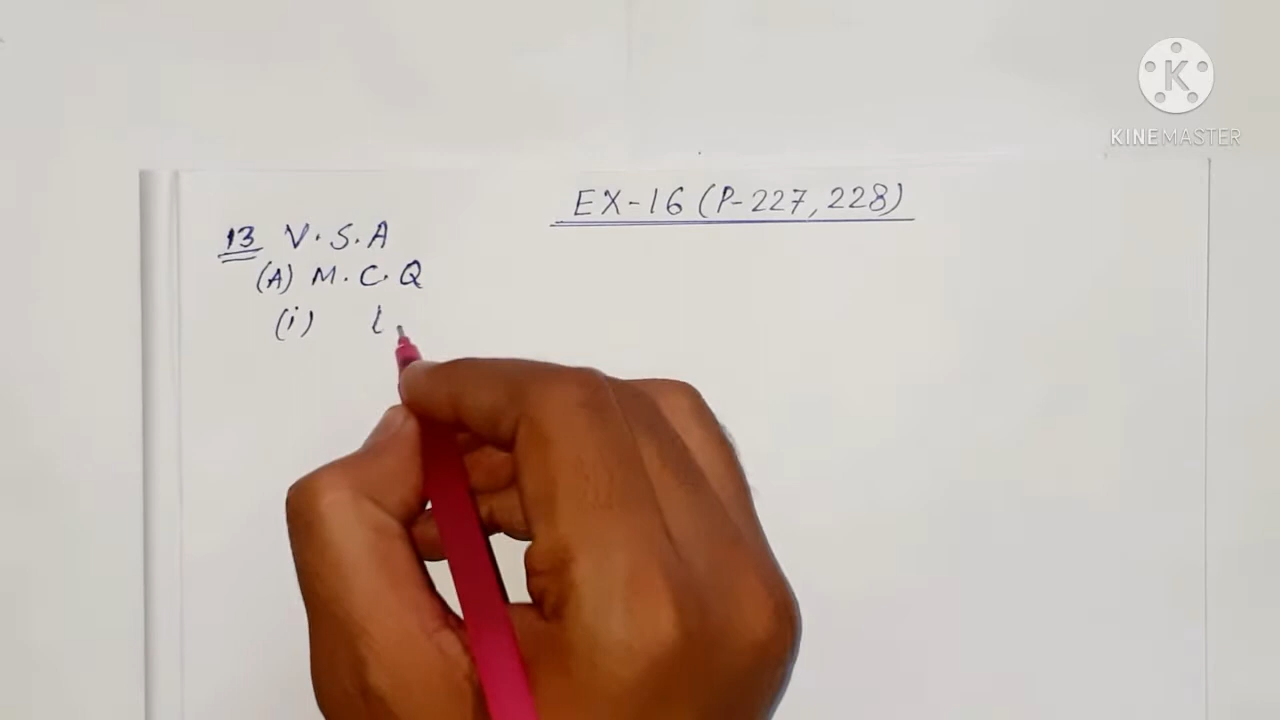 K
KINEMASTER
EX-16 (P-227, 228)
13 V.S.A
(A) M.C.Q
(i) l